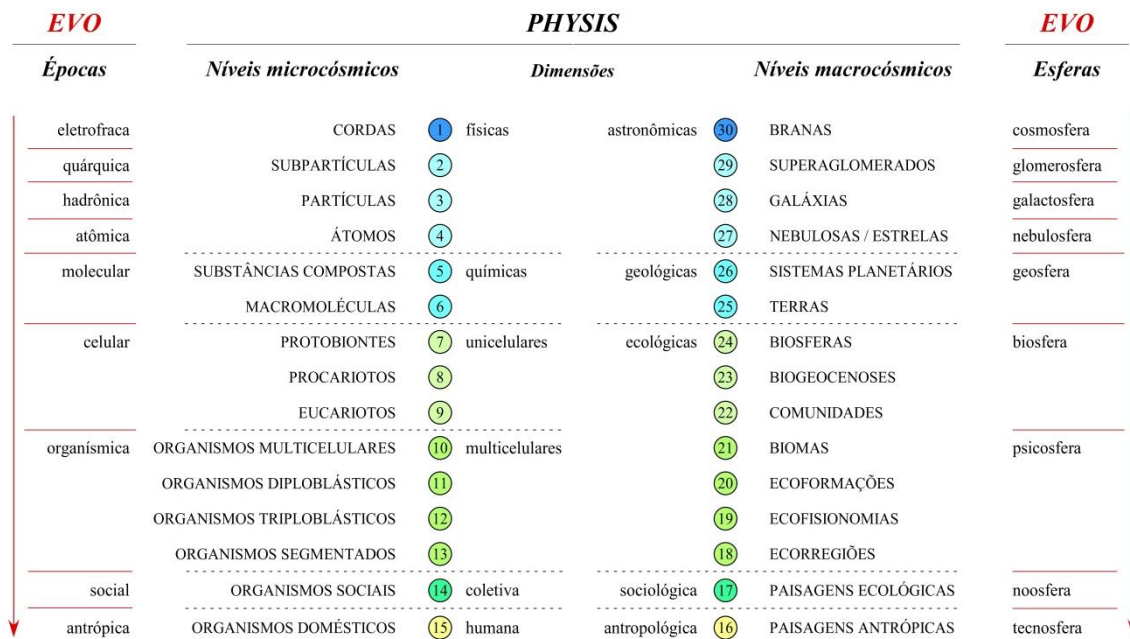 EVO PHYSIS EVO
Épocas Níveis microcósmicos Dimensões Níveis macrocósmicos Esferas
eletrofraca CORDAS 1 físicas astronômicas 30 BRANAS cosmosfera
quárquica SUBPARTÍCULAS 2 29 SUPERAGLOMERADOS glomerosfera
hadrônica PARTÍCULAS 3 28 GALÁXIAS galactosfera
atômica ÁTOMOS 4 27 NEBULOSAS / ESTRELAS nebulosfera
molecular SUBSTÂNCIAS COMPOSTAS 5 químicas geológicas 26 SISTEMAS PLANETÁRIOS geosfera
MACROMOLÉCULAS 6 25 TERRAS
celular PROTOBIONTES 7 unicelulares ecológicas 24 BIOSFERAS biosfera
PROCARIOTOS 8 23 BIOGEOCENOSES
EUCARIOTOS 9 22 COMUNIDADES
organísmica ORGANISMOS MULTICELULARES 10 multicelulares 21 BIOMAS psicosfera
ORGANISMOS DIPLOBLÁSTICOS 11 20 ECOFORMAÇÕES
ORGANISMOS TRIPLOBLÁSTICOS 12 19 ECOFISIONOMIAS
ORGANISMOS SEGMENTADOS 13 18 ECORREGIÕES
social ORGANISMOS SOCIAIS 14 coletiva sociológica 17 PAISAGENS ECOLÓGICAS noosfera
antrópica ORGANISMOS DOMÉSTICOS 15 humana antropológica 16 PAISAGENS ANTRÓPICAS tecnosfera